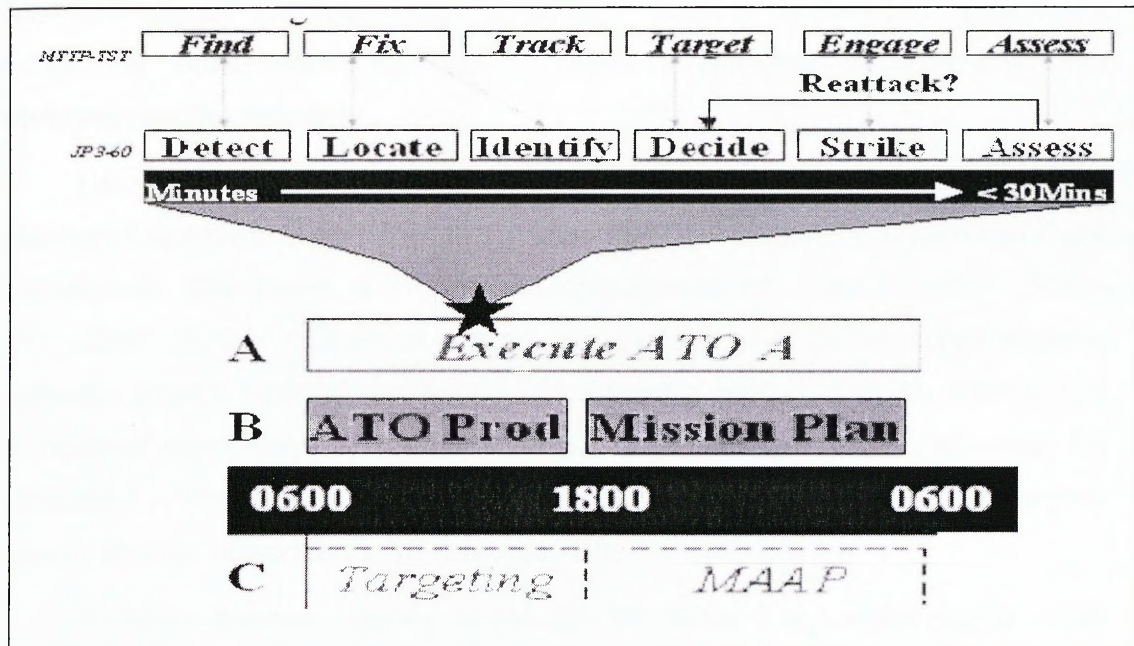 MTTP-TST Find Fix Track Target Engage Assess
Reattack?
JP3-60 Detect Locate Identify Decide Strike Assess
Minutes < 30Mins
A Execute ATO A
B ATO Prod Mission Plan
0600 1800 0600
C Targeting MAAP